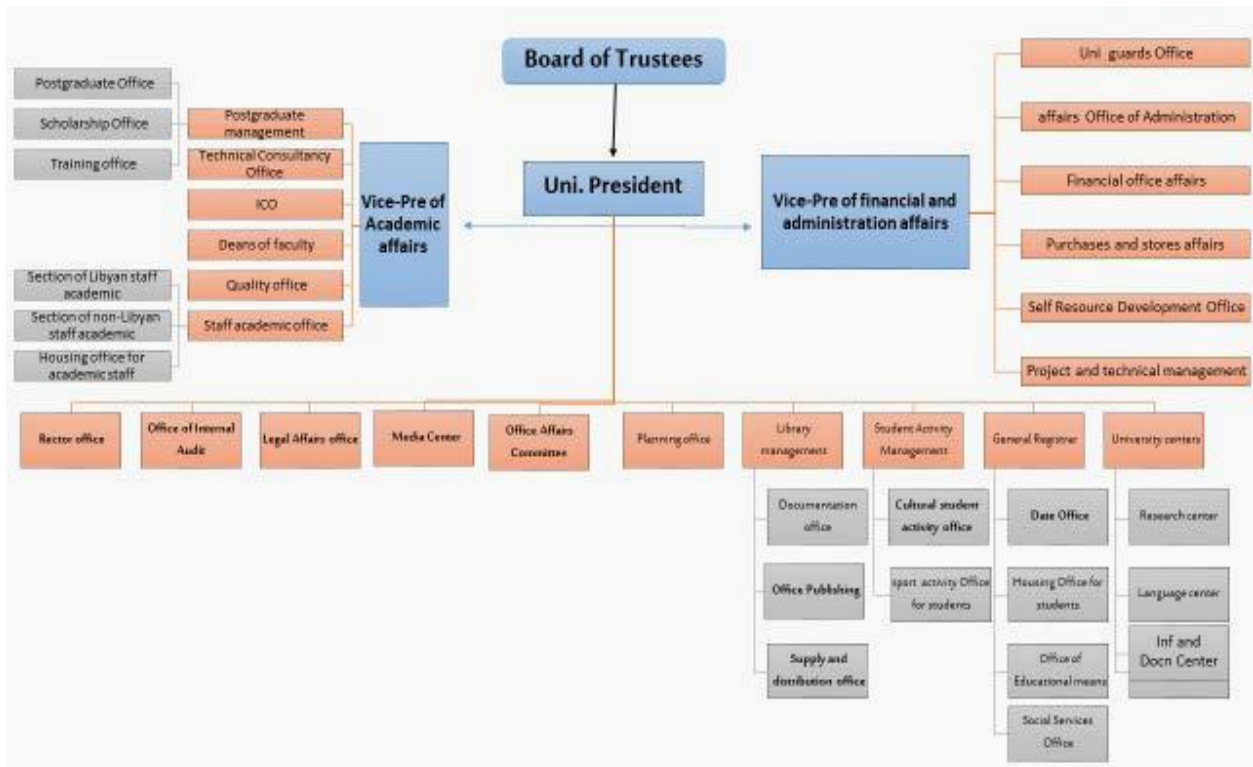 Board of Trustees
Uni. President
Vice-Pre of
Academic
affairs
Postgraduate
management
Technical Consultancy
Office
ICO
Deans of faculty
Quality office
Staff academic office
Postgraduate Office
Scholarship Office
Training office
Section of Libyan staff
academic
Section of non-Libyan
staff academic
Housing office for
academic staff
Vice-Pre of financial and
administration affairs
Uni guards Office
affairs Office of Administration
Financial office affairs
Purchases and stores affairs
Self Resource Development Office
Project and technical management
Rector office
Office of Internal
Audit
Legal Affairs office
Media Center
Office Affairs
Committee
Planning office
Library
management
Student Activity
Management
General Registrar
University centers
Documentation
office
Office Publishing
Supply and
distribution office
Cultural student
activity office
sport activity Office
for students
Date Office
Housing Office for
students
Office of
Educational means
Social Services
Office
Research center
Language center
Inf and
Docn Center